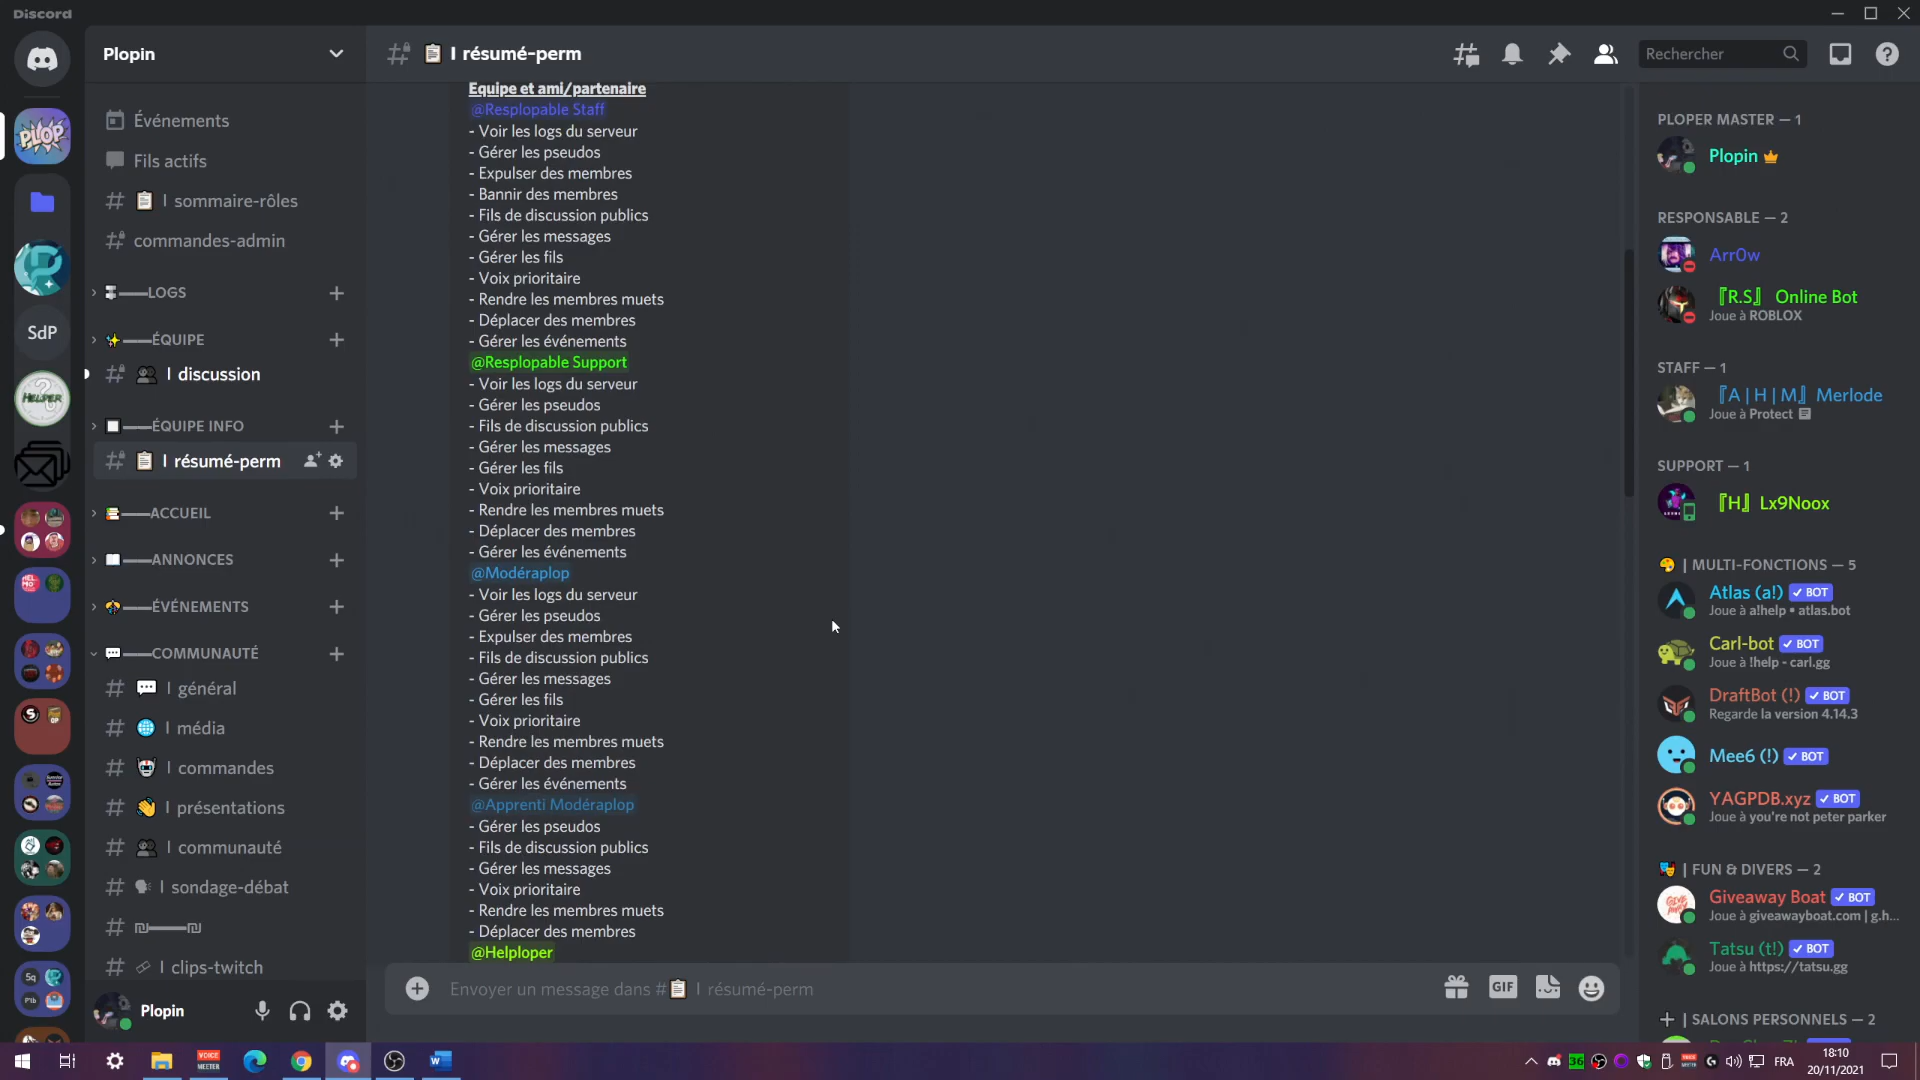 Discord
Plopin
Événements
Fils actifs
📋 | sommaire-rôles
commandes-admin
LOGS
ÉQUIPE
| discussion
ÉQUIPE INFO
| résumé-perm
ACCUEIL
ANNONCES
ÉVÉNEMENTS
COMMUNAUTÉ
| général
| média
| commandes
| présentations
| communauté
| sondage-débat
| clips-twitch
Plopin
PLOP
SdP
HELPER
| résumé-perm
Rechercher
Equipe et ami/partenaire
@Resplopable Staff
- Voir les logs du serveur
- Gérer les pseudos
- Expulser des membres
- Bannir des membres
- Fils de discussion publics
- Gérer les messages
- Gérer les fils
- Voix prioritaire
- Rendre les membres muets
- Déplacer des membres
- Gérer les événements
@Resplopable Support
- Voir les logs du serveur
- Gérer les pseudos
- Fils de discussion publics
- Gérer les messages
- Gérer les fils
- Voix prioritaire
- Rendre les membres muets
- Déplacer des membres
- Gérer les événements
@Modéraplop
- Voir les logs du serveur
- Gérer les pseudos
- Expulser des membres
- Fils de discussion publics
- Gérer les messages
- Gérer les fils
- Voix prioritaire
- Rendre les membres muets
- Déplacer des membres
- Gérer les événements
@Apprenti Modéraplop
- Gérer les pseudos
- Fils de discussion publics
- Gérer les messages
- Voix prioritaire
- Rendre les membres muets
- Déplacer des membres
@Helploper
Envoyer un message dans #📋 | résumé-perm
GIF
PLOPER MASTER — 1
Plopin
RESPONSABLE — 2
Arr0w
『R.S』 Online Bot
Joue à ROBLOX
STAFF — 1
『A | H | M』 Merlode
Joue à Protect
SUPPORT — 1
『H』 Lx9Noox
| MULTI-FONCTIONS — 5
Atlas (a!) ✓ BOT
Joue à a!help • atlas.bot
Carl-bot ✓ BOT
Joue à !help - carl.gg
DraftBot (!) ✓ BOT
Regarde la version 4.14.3
Mee6 (!) ✓ BOT
YAGPDB.xyz ✓ BOT
Joue à you're not peter parker
| FUN & DIVERS — 2
Giveaway Boat ✓ BOT
Joue à giveawayboat.com | g.h...
Tatsu (t!) ✓ BOT
Joue à https://tatsu.gg
| SALONS PERSONNELS — 2
VOICE MEETER
36
FRA
18:10
20/11/2021